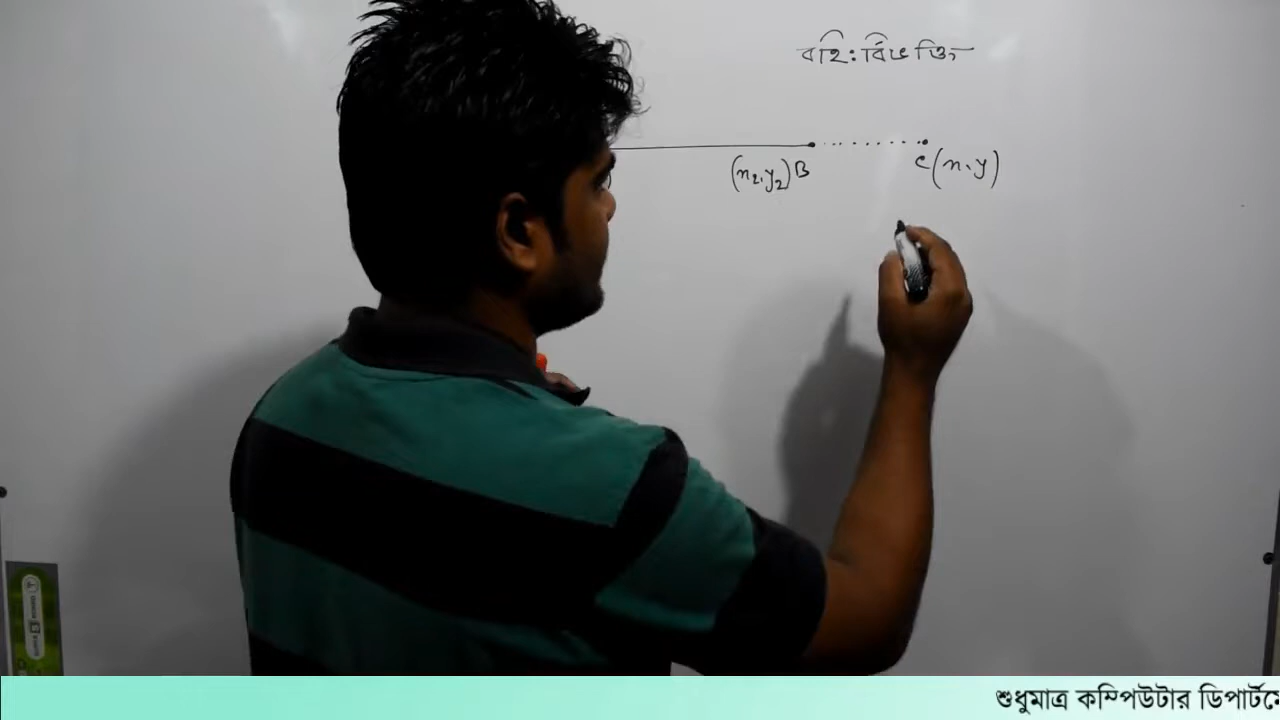 বহিঃবিভক্তি
(x₂, y₂) B
C (x, y)
শুধুমাত্র কম্পিউটার ডিপার্টমে